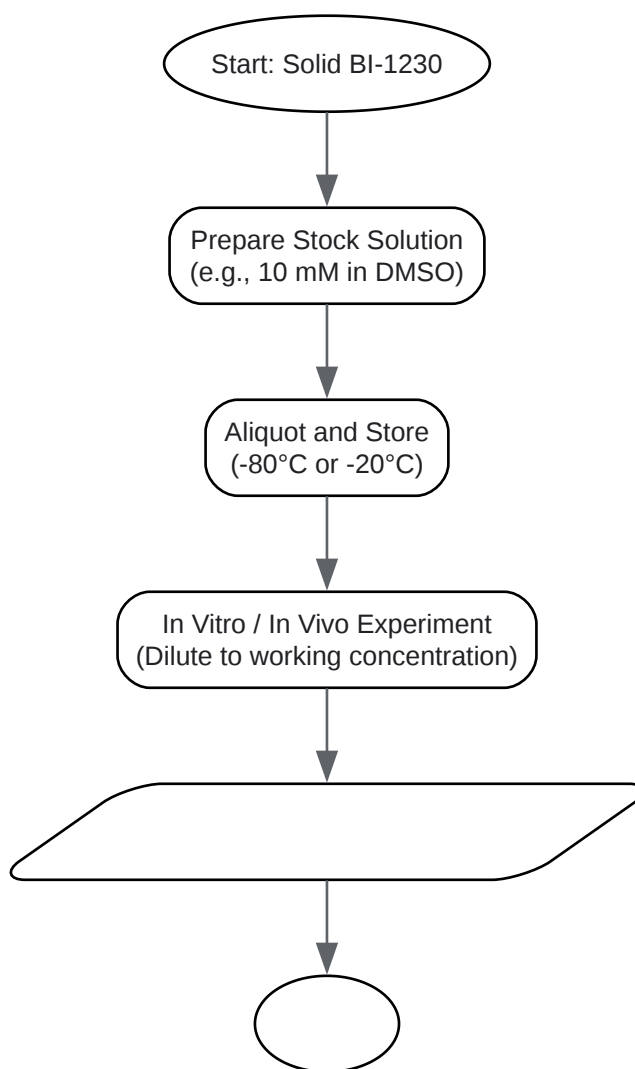 Start: Solid BI-1230
Prepare Stock Solution
(e.g., 10 mM in DMSO)
Aliquot and Store
(-80°C or -20°C)
In Vitro / In Vivo Experiment
(Dilute to working concentration)